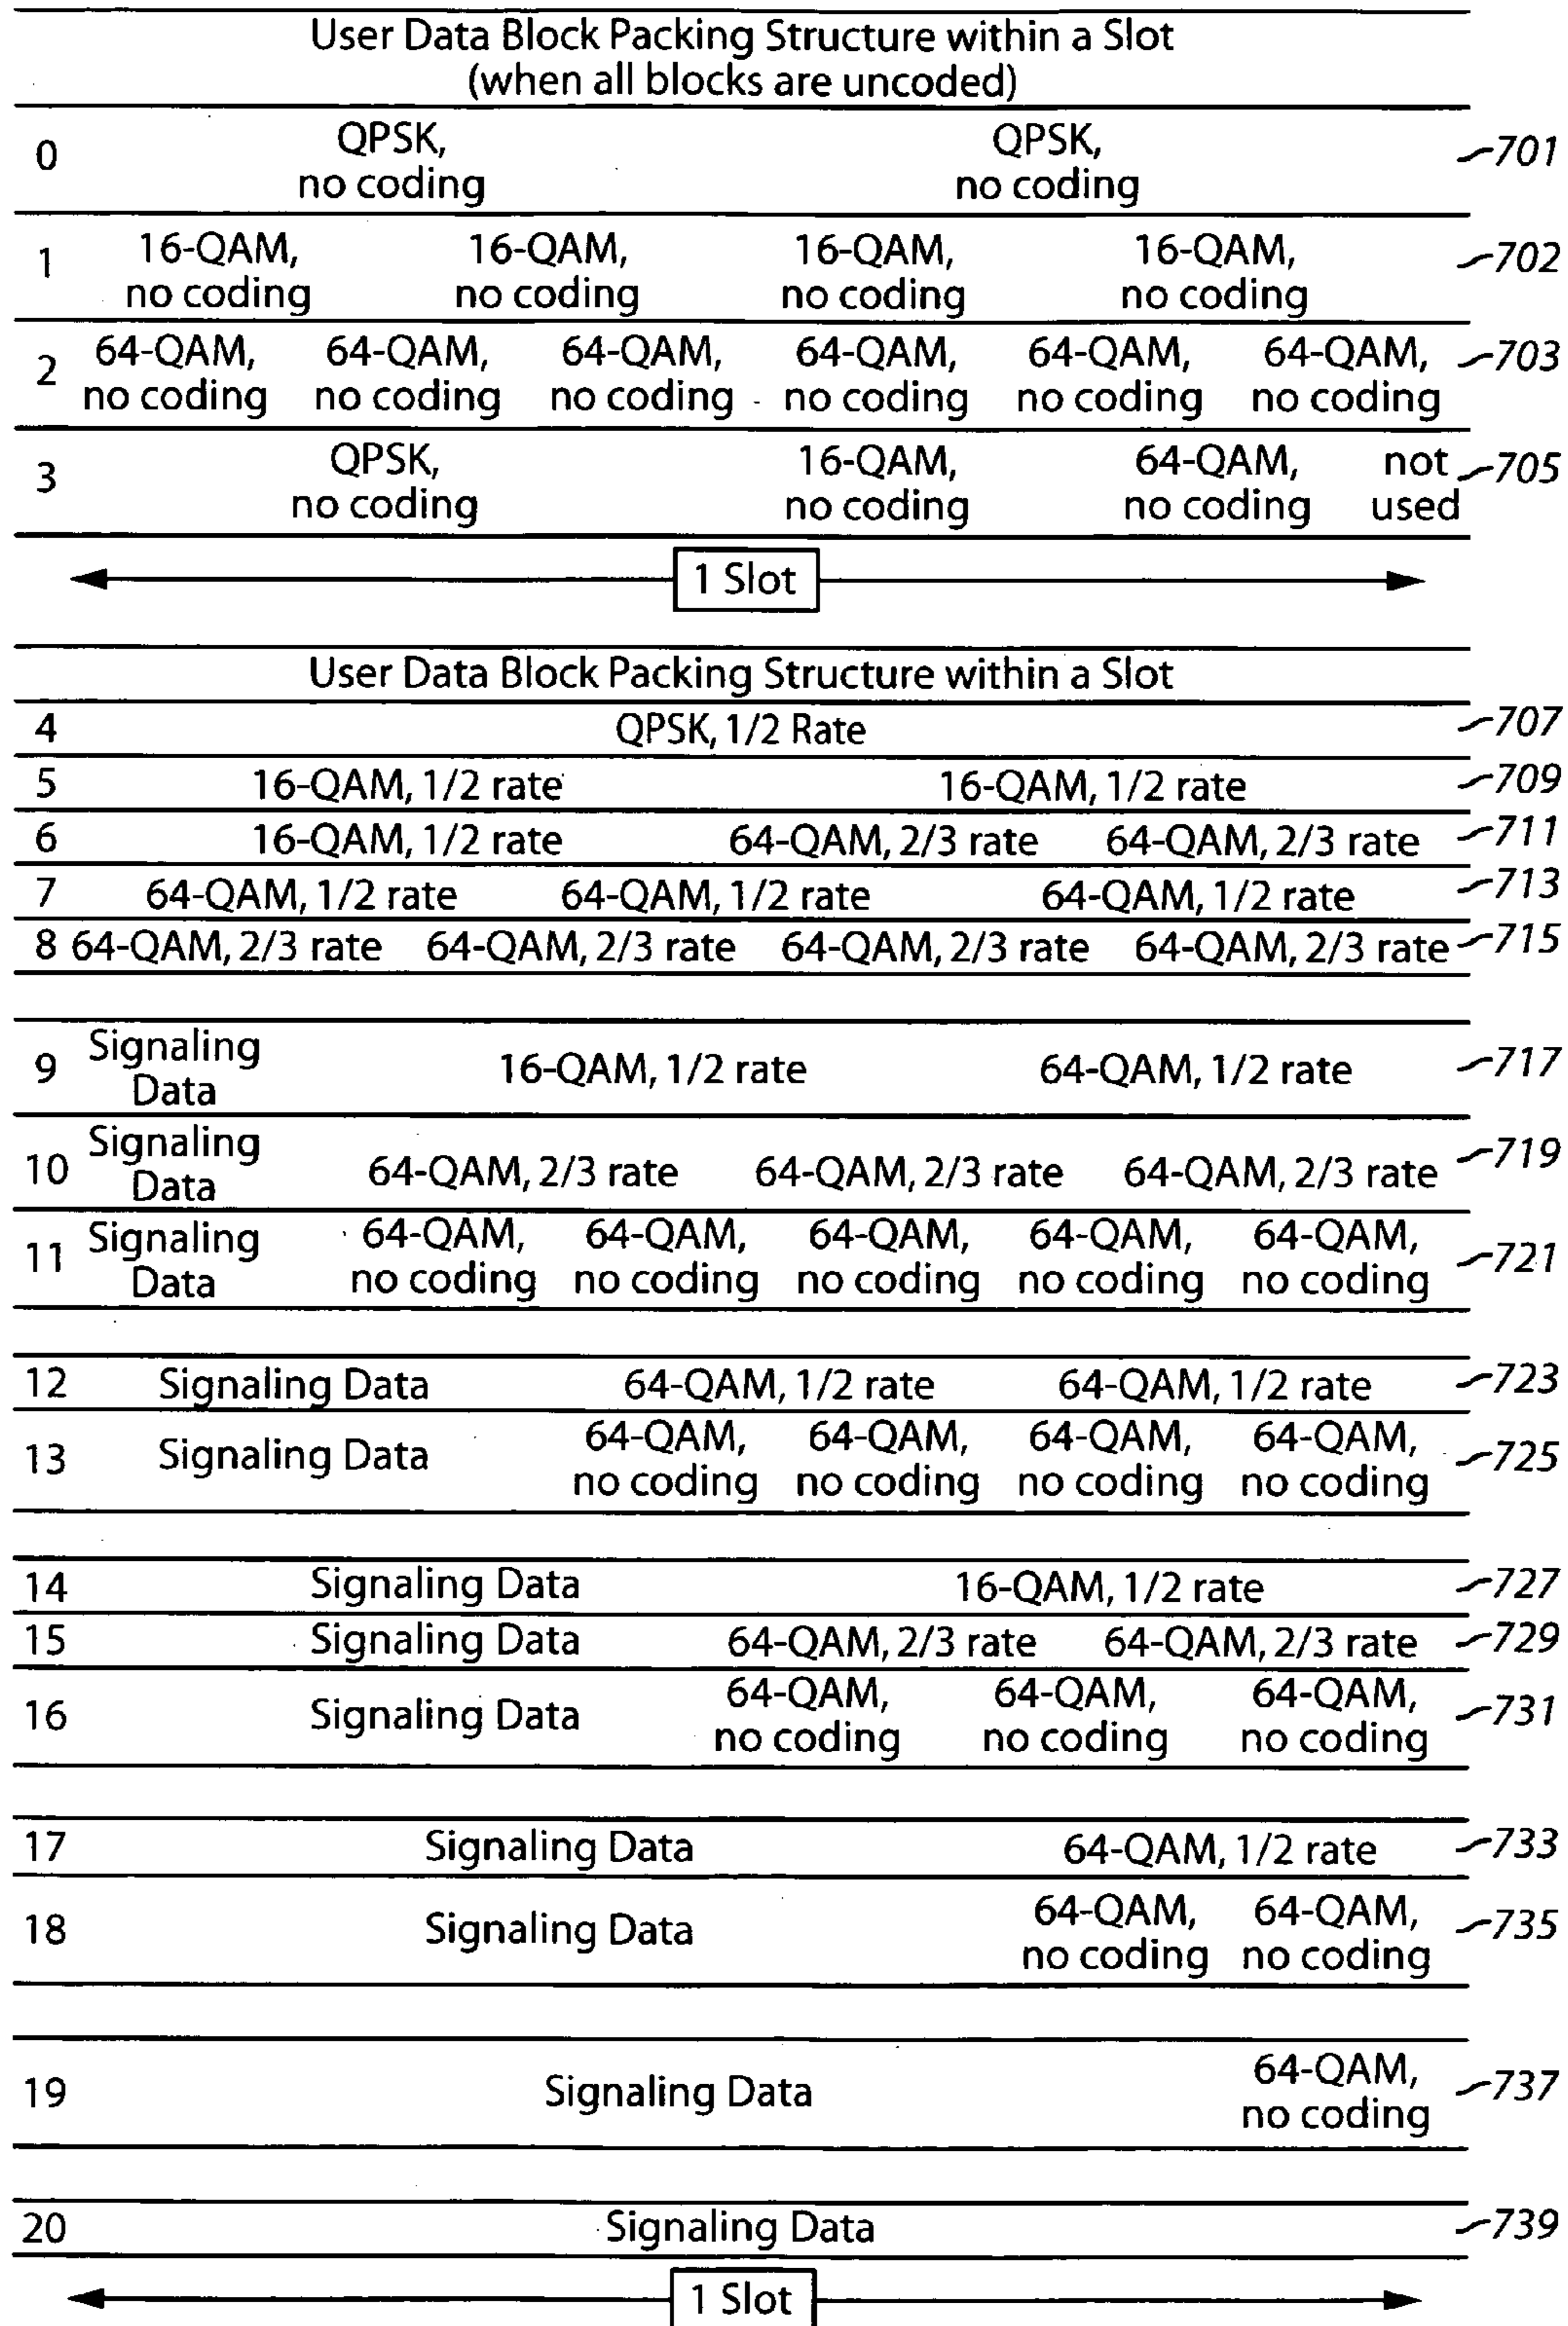 User Data Block Packing Structure within a Slot
(when all blocks are uncoded)
0 QPSK, no coding QPSK, no coding 701
1 16-QAM, no coding 16-QAM, no coding 16-QAM, no coding 16-QAM, no coding 702
2 64-QAM, no coding 64-QAM, no coding 64-QAM, no coding 64-QAM, no coding 64-QAM, no coding 64-QAM, no coding 703
3 QPSK, no coding 16-QAM, no coding 64-QAM, no coding not used 705
1 Slot
User Data Block Packing Structure within a Slot
4 QPSK, 1/2 Rate 707
5 16-QAM, 1/2 rate 16-QAM, 1/2 rate 709
6 16-QAM, 1/2 rate 64-QAM, 2/3 rate 64-QAM, 2/3 rate 711
7 64-QAM, 1/2 rate 64-QAM, 1/2 rate 64-QAM, 1/2 rate 713
8 64-QAM, 2/3 rate 64-QAM, 2/3 rate 64-QAM, 2/3 rate 64-QAM, 2/3 rate 715
9 Signaling Data 16-QAM, 1/2 rate 64-QAM, 1/2 rate 717
10 Signaling Data 64-QAM, 2/3 rate 64-QAM, 2/3 rate 64-QAM, 2/3 rate 719
11 Signaling Data 64-QAM, no coding 64-QAM, no coding 64-QAM, no coding 64-QAM, no coding 64-QAM, no coding 721
12 Signaling Data 64-QAM, 1/2 rate 64-QAM, 1/2 rate 723
13 Signaling Data 64-QAM, no coding 64-QAM, no coding 64-QAM, no coding 64-QAM, no coding 725
14 Signaling Data 16-QAM, 1/2 rate 727
15 Signaling Data 64-QAM, 2/3 rate 64-QAM, 2/3 rate 729
16 Signaling Data 64-QAM, no coding 64-QAM, no coding 64-QAM, no coding 731
17 Signaling Data 64-QAM, 1/2 rate 733
18 Signaling Data 64-QAM, no coding 64-QAM, no coding 735
19 Signaling Data 64-QAM, no coding 737
20 Signaling Data 739
1 Slot